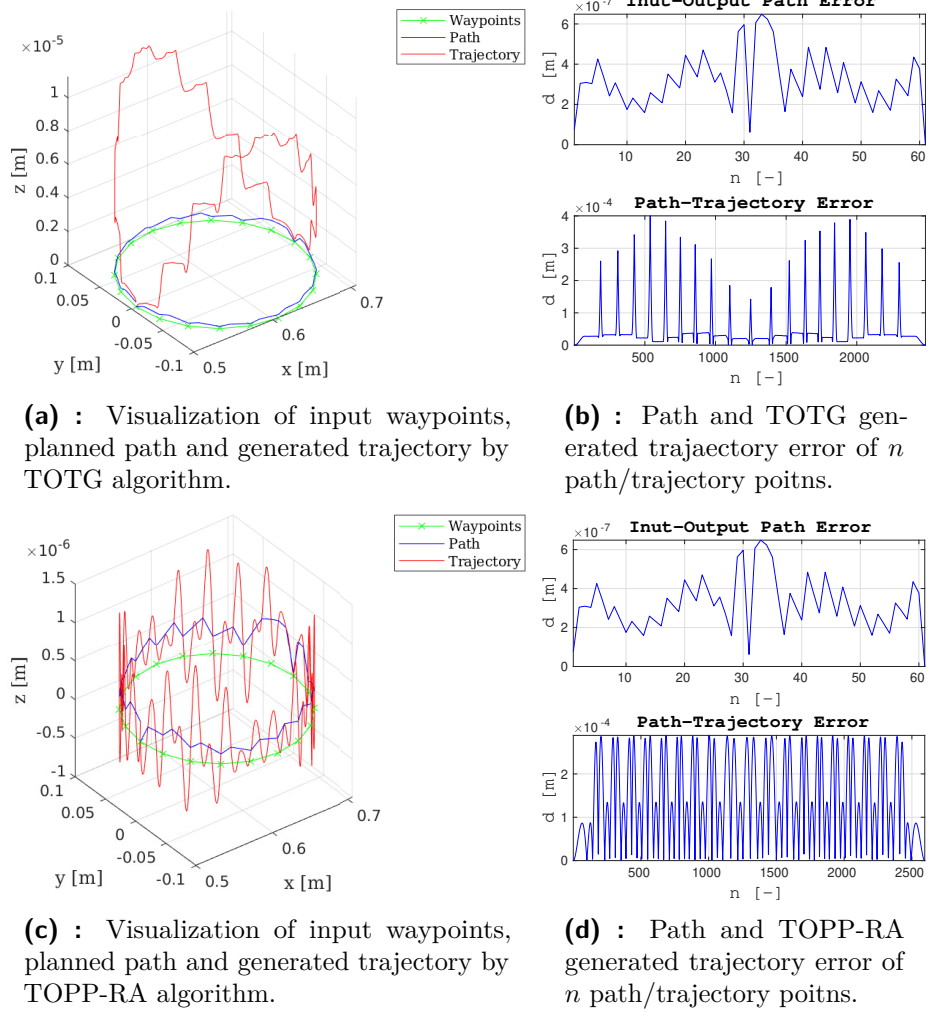 ×10⁻⁵
Waypoints
Path
Trajectory
1
0.8
0.6
0.4
0.2
0
z [m]
0.1
0.05
0
-0.05
-0.1
y [m]
0.5
0.6
0.7
x [m]
×10⁻⁷
Inut-Output Path Error
6
4
2
0
d [m]
10 20 30 40 50 60
n [-]
×10⁻⁴
Path-Trajectory Error
4
3
2
1
0
d [m]
500 1000 1500 2000
n [-]
(a) : Visualization of input waypoints,
planned path and generated trajectory by
TOTG algorithm.
(b) : Path and TOTG gen-
erated trajaectory error of n
path/trajectory poitns.
×10⁻⁶
Waypoints
Path
Trajectory
1.5
1
0.5
0
-0.5
-1
z [m]
0.1
0.05
0
-0.05
-0.1
y [m]
0.5
0.6
0.7
x [m]
×10⁻⁷
Inut-Output Path Error
6
4
2
0
d [m]
10 20 30 40 50 60
n [-]
×10⁻⁴
Path-Trajectory Error
2
0
d [m]
500 1000 1500 2000 2500
n [-]
(c) : Visualization of input waypoints,
planned path and generated trajectory by
TOPP-RA algorithm.
(d) : Path and TOPP-RA
generated trajectory error of
n path/trajectory poitns.